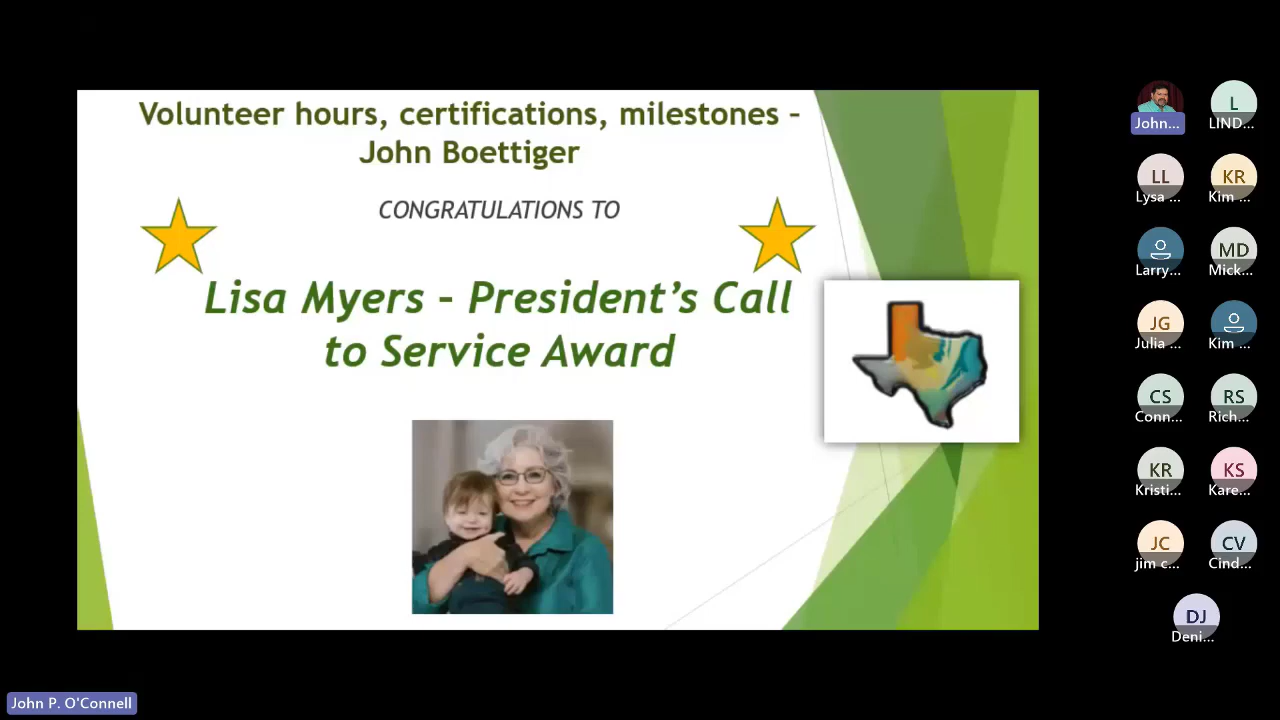 Volunteer hours, certifications, milestones –
John Boettiger
CONGRATULATIONS TO
Lisa Myers – President's Call
to Service Award
John...
L
LIND...
LL
Lysa ...
KR
Kim ...
Larry...
MD
Mick...
JG
Julia ...
Kim ...
CS
Conn...
RS
Rich...
KR
Kristi...
KS
Kare...
JC
jim c...
CV
Cind...
DJ
Deni...
John P. O'Connell